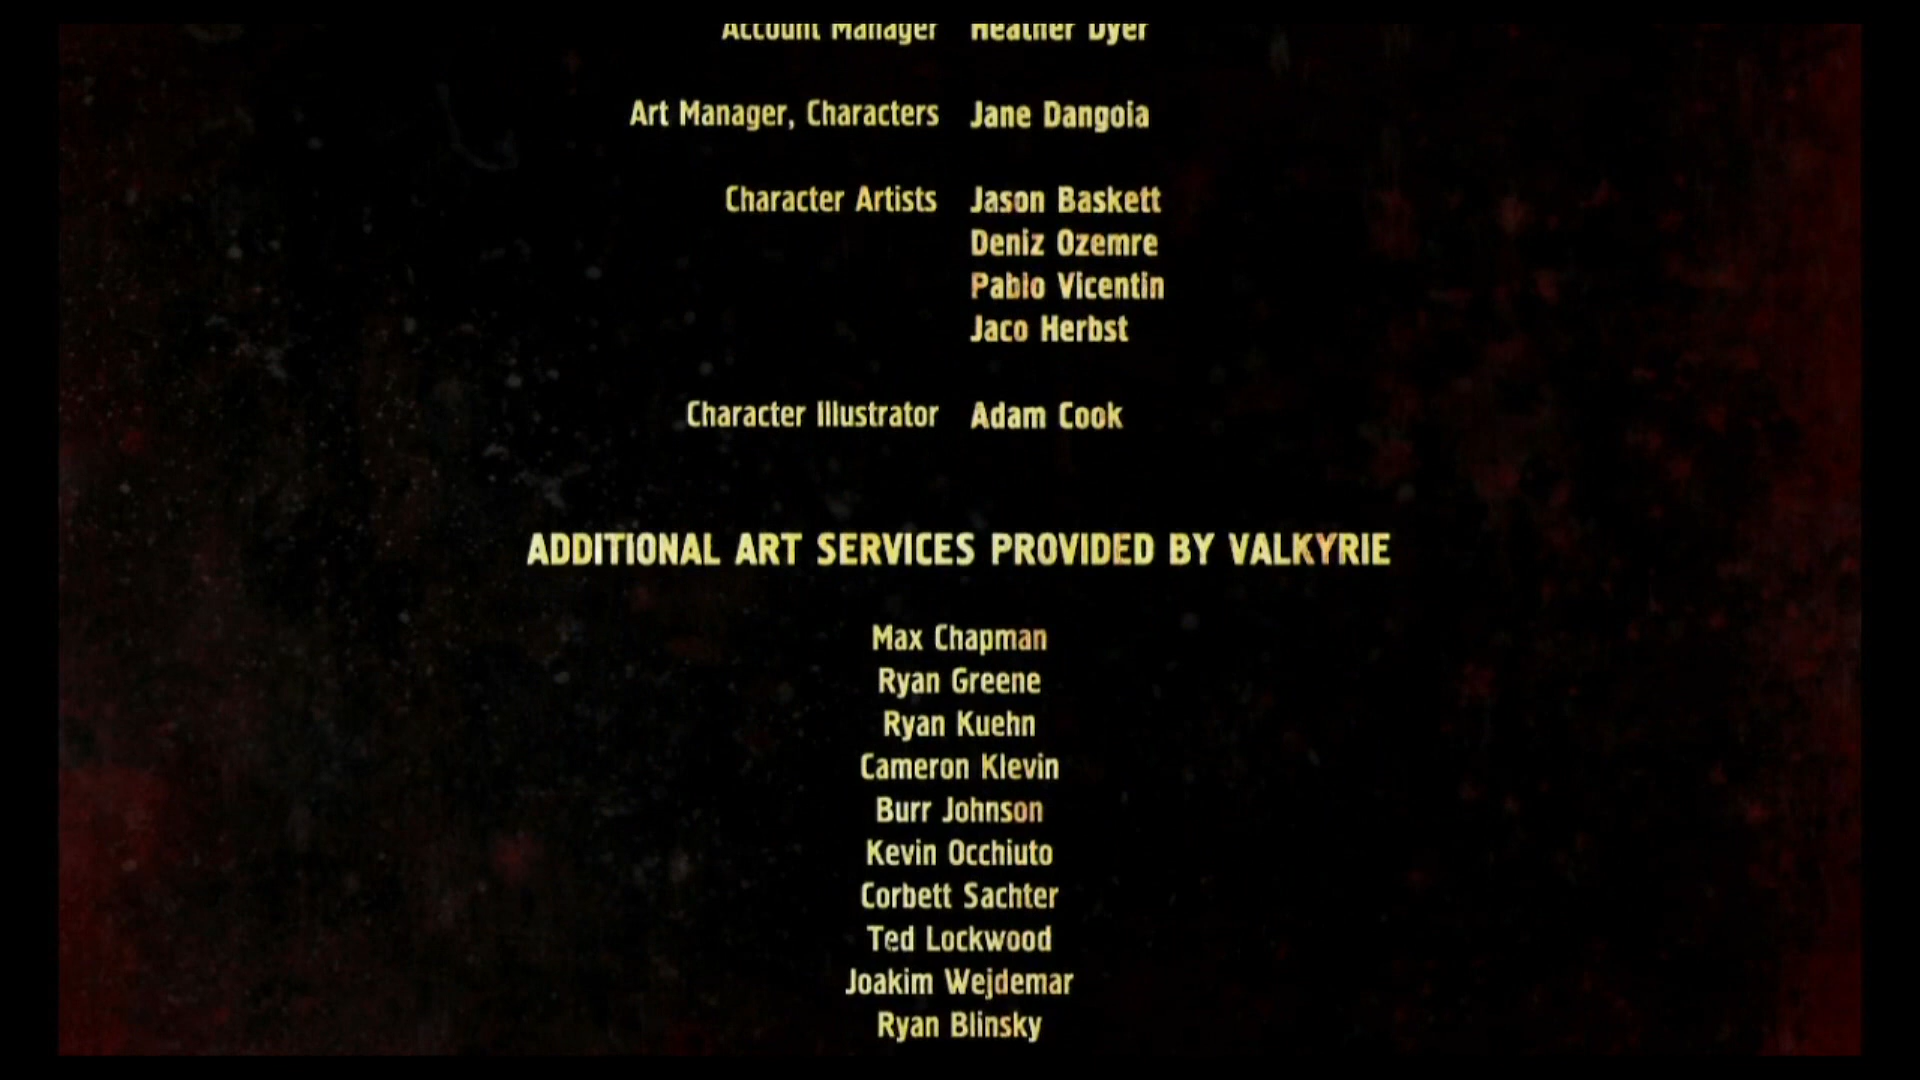 Account Manager Heather Dyer
Art Manager, Characters Jane Dangoia
Character Artists Jason Baskett
Deniz Ozemre
Pablo Vicentin
Jaco Herbst
Character Illustrator Adam Cook
ADDITIONAL ART SERVICES PROVIDED BY VALKYRIE
Max Chapman
Ryan Greene
Ryan Kuehn
Cameron Klevin
Burr Johnson
Kevin Occhiuto
Corbett Sachter
Ted Lockwood
Joakim Wejdemar
Ryan Blinsky